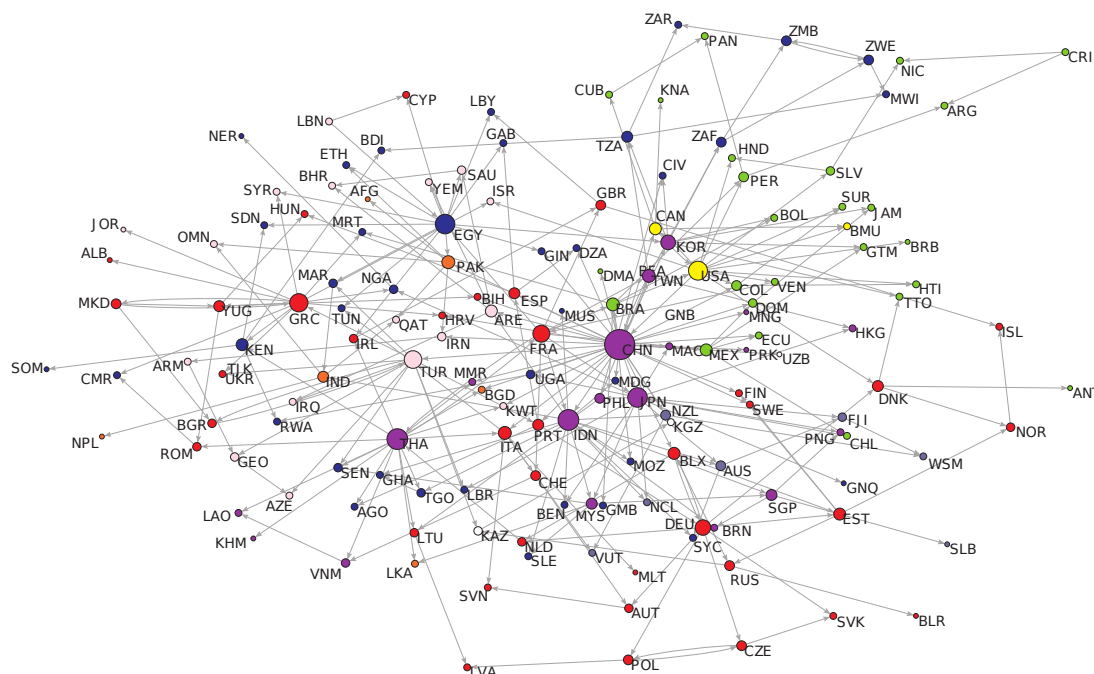 ZAR
ZMB
PAN
ZWE
NIC
CRI
CUB
KNA
MWI
ARG
CYP
LBY
LBN
GAB
NER
BDI
TZA
ZAF
HND
ETH
BHR
SAU
YEM
CIV
PER
SLV
SYR
AFG
ISR
GBR
HUN
SDN
MRT
EGY
CAN
BOL
SUR
JAM
BMU
JOR
OMN
KOR
GTM
BRB
ALB
PAK
GIN
DZA
MAR
NGA
DMA
TWN
USA
COL
VEN
HTI
TTO
MKD
YUG
GRC
TUN
BIH
ESP
ARE
MUS
BRA
GNB
DOM
MNG
QAT
HRV
IRL
IRN
FRA
CHN
HKG
ISL
ECU
KEN
MAC
MEX
PRK
UZB
SOM
ARM
TJK
UKR
TUR
MMR
UGA
MDG
CMR
IND
BGD
FIN
DNK
ANT
IRQ
KWT
PHL
JPN
SWE
NZL
KGZ
FJI
BGR
RWA
PRT
IDN
PNG
CHL
NOR
NPL
ROM
THA
ITA
GEO
BLX
WSM
SEN
GHA
CHE
MOZ
AUS
GNQ
AZE
AGO
TGO
LBR
BEN
MYS
GMB
NCL
SGP
LAO
KHM
LTU
KAZ
DEU
BRN
EST
NLD
SLE
SYC
SLB
VNM
LKA
VUT
MLT
RUS
SVN
AUT
SVK
BLR
CZE
POL
LVA